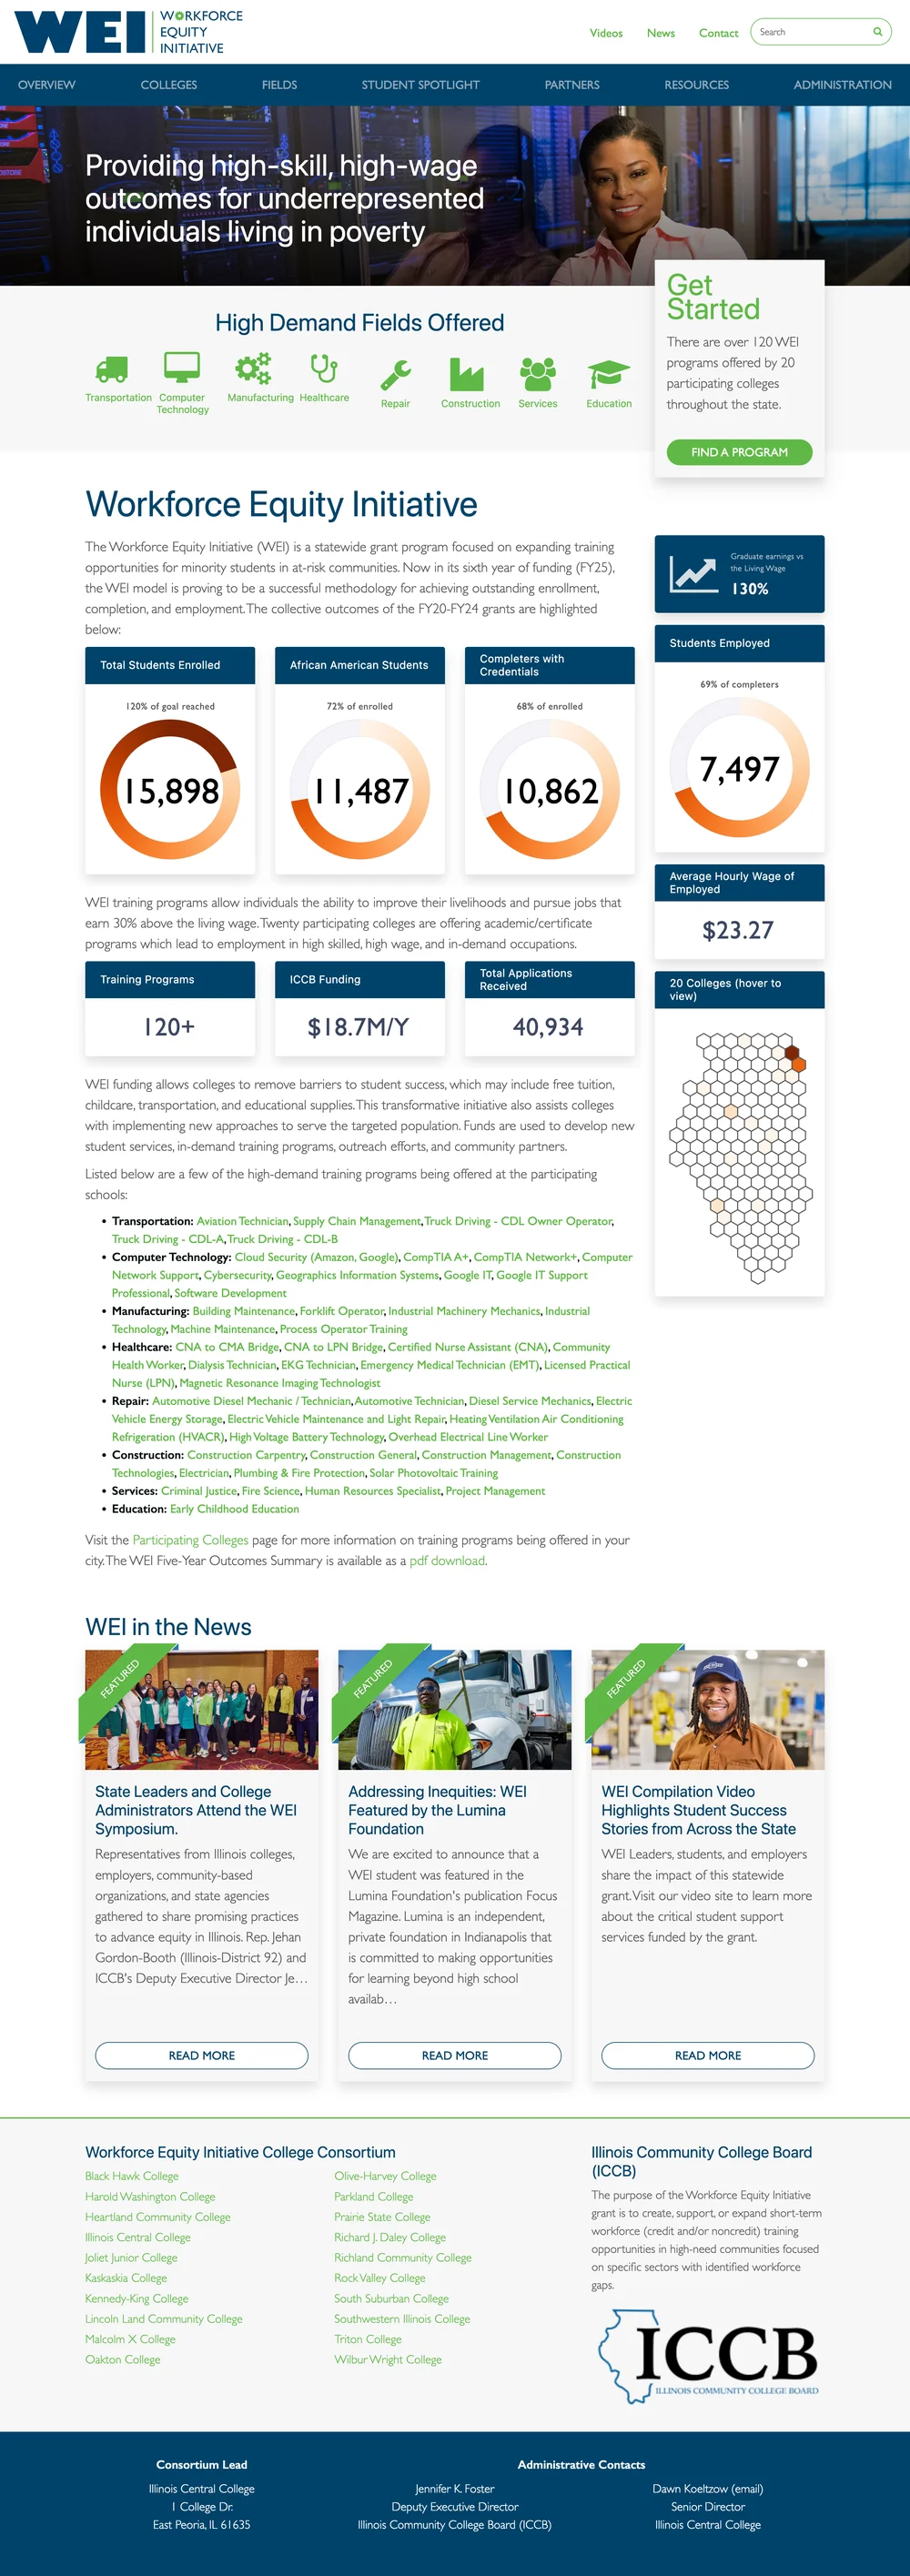 WEI
WORKFORCE
EQUITY
INITIATIVE
Videos
News
Contact
Search
OVERVIEW
COLLEGES
FIELDS
STUDENT SPOTLIGHT
PARTNERS
RESOURCES
ADMINISTRATION
Providing high-skill, high-wage
outcomes for underrepresented
individuals living in poverty
Get
Started
There are over 120 WEI
programs offered by 20
participating colleges
throughout the state.
FIND A PROGRAM
High Demand Fields Offered
Transportation
Computer
Technology
Manufacturing
Healthcare
Repair
Construction
Services
Education
Workforce Equity Initiative
The Workforce Equity Initiative (WEI) is a statewide grant program focused on expanding training
opportunities for minority students in at-risk communities. Now in its sixth year of funding (FY25),
the WEI model is proving to be a successful methodology for achieving outstanding enrollment,
completion, and employment. The collective outcomes of the FY20-FY24 grants are highlighted
below:
Total Students Enrolled
120% of goal reached
15,898
African American Students
72% of enrolled
11,487
Completers with
Credentials
68% of enrolled
10,862
Graduate earnings vs
the Living Wage
130%
Students Employed
69% of completers
7,497
Average Hourly Wage of
Employed
$23.27
20 Colleges (hover to
view)
WEI training programs allow individuals the ability to improve their livelihoods and pursue jobs that
earn 30% above the living wage. Twenty participating colleges are offering academic/certificate
programs which lead to employment in high skilled, high wage, and in-demand occupations.
Training Programs
120+
ICCB Funding
$18.7M/Y
Total Applications
Received
40,934
WEI funding allows colleges to remove barriers to student success, which may include free tuition,
childcare, transportation, and educational supplies. This transformative initiative also assists colleges
with implementing new approaches to serve the targeted population. Funds are used to develop new
student services, in-demand training programs, outreach efforts, and community partners.
Listed below are a few of the high-demand training programs being offered at the participating
schools:
• Transportation: Aviation Technician, Supply Chain Management, Truck Driving - CDL Owner Operator,
Truck Driving - CDL-A, Truck Driving - CDL-B
• Computer Technology: Cloud Security (Amazon, Google), CompTIA A+, CompTIA Network+, Computer
Network Support, Cybersecurity, Geographics Information Systems, Google IT, Google IT Support
Professional, Software Development
• Manufacturing: Building Maintenance, Forklift Operator, Industrial Machinery Mechanics, Industrial
Technology, Machine Maintenance, Process Operator Training
• Healthcare: CNA to CMA Bridge, CNA to LPN Bridge, Certified Nurse Assistant (CNA), Community
Health Worker, Dialysis Technician, EKG Technician, Emergency Medical Technician (EMT), Licensed Practical
Nurse (LPN), Magnetic Resonance Imaging Technologist
• Repair: Automotive Diesel Mechanic / Technician, Automotive Technician, Diesel Service Mechanics, Electric
Vehicle Energy Storage, Electric Vehicle Maintenance and Light Repair, Heating Ventilation Air Conditioning
Refrigeration (HVACR), High Voltage Battery Technology, Overhead Electrical Line Worker
• Construction: Construction Carpentry, Construction General, Construction Management, Construction
Technologies, Electrician, Plumbing & Fire Protection, Solar Photovoltaic Training
• Services: Criminal Justice, Fire Science, Human Resources Specialist, Project Management
• Education: Early Childhood Education
Visit the Participating Colleges page for more information on training programs being offered in your
city. The WEI Five-Year Outcomes Summary is available as a pdf download.
WEI in the News
FEATURED
State Leaders and College
Administrators Attend the WEI
Symposium.
Representatives from Illinois colleges,
employers, community-based
organizations, and state agencies
gathered to share promising practices
to advance equity in Illinois. Rep. Jehan
Gordon-Booth (Illinois-District 92) and
ICCB's Deputy Executive Director Je…
READ MORE
FEATURED
Addressing Inequities: WEI
Featured by the Lumina
Foundation
We are excited to announce that a
WEI student was featured in the
Lumina Foundation's publication Focus
Magazine. Lumina is an independent,
private foundation in Indianapolis that
is committed to making opportunities
for learning beyond high school
availab…
READ MORE
FEATURED
WEI Compilation Video
Highlights Student Success
Stories from Across the State
WEI Leaders, students, and employers
share the impact of this statewide
grant. Visit our video site to learn more
about the critical student support
services funded by the grant.
READ MORE
Workforce Equity Initiative College Consortium
Black Hawk College
Harold Washington College
Heartland Community College
Illinois Central College
Joliet Junior College
Kaskaskia College
Kennedy-King College
Lincoln Land Community College
Malcolm X College
Oakton College
Olive-Harvey College
Parkland College
Prairie State College
Richard J. Daley College
Richland Community College
Rock Valley College
South Suburban College
Southwestern Illinois College
Triton College
Wilbur Wright College
Illinois Community College Board
(ICCB)
The purpose of the Workforce Equity Initiative
grant is to create, support, or expand short-term
workforce (credit and/or noncredit) training
opportunities in high-need communities focused
on specific sectors with identified workforce
gaps.
ICCB
ILLINOIS COMMUNITY COLLEGE BOARD
Consortium Lead
Illinois Central College
1 College Dr.
East Peoria, IL 61635
Administrative Contacts
Jennifer K. Foster
Deputy Executive Director
Illinois Community College Board (ICCB)
Dawn Koeltzow (email)
Senior Director
Illinois Central College